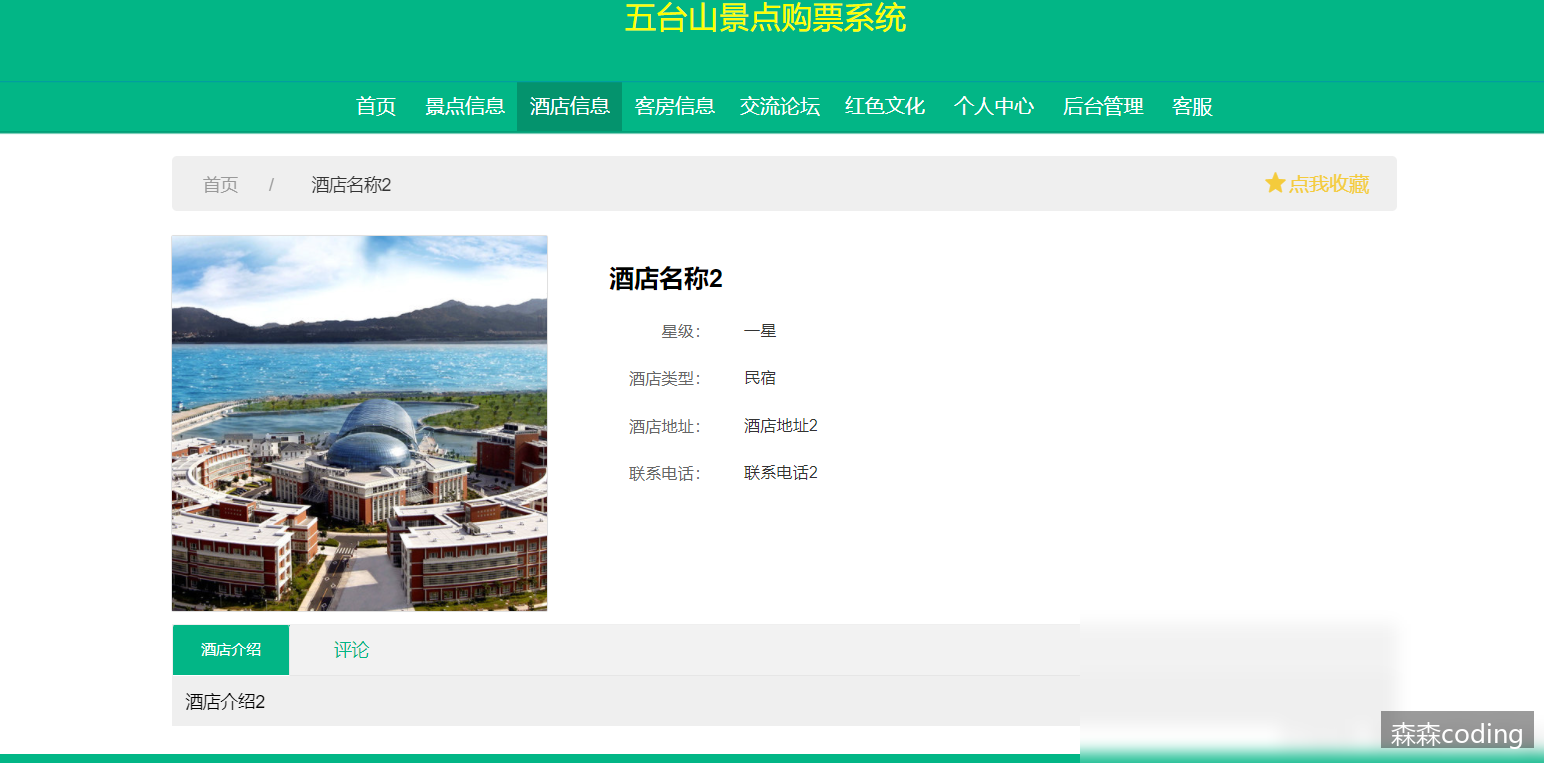 五台山景点购票系统
首页 景点信息 酒店信息 客房信息 交流论坛 红色文化 个人中心 后台管理 客服
首页 / 酒店名称2 ★点我收藏
酒店名称2
星级： 一星
酒店类型： 民宿
酒店地址： 酒店地址2
联系电话： 联系电话2
酒店介绍 评论
酒店介绍2
森森coding